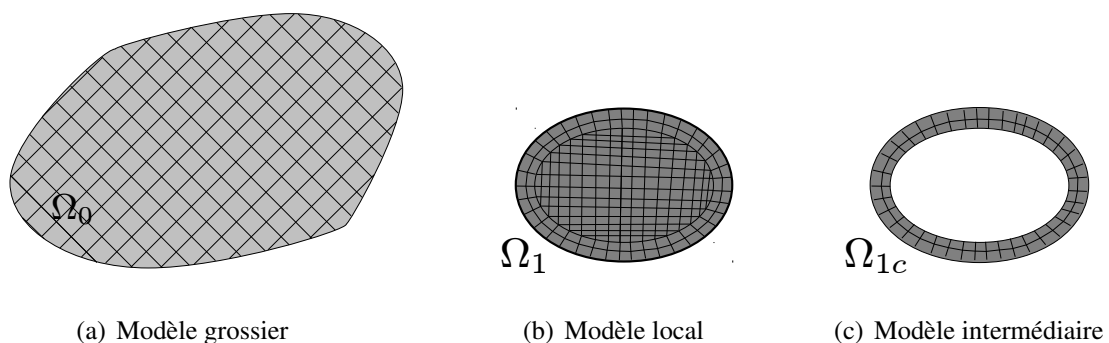 Ω₀
Ω₁
Ω₁c
(a) Modèle grossier
(b) Modèle local
(c) Modèle intermédiaire